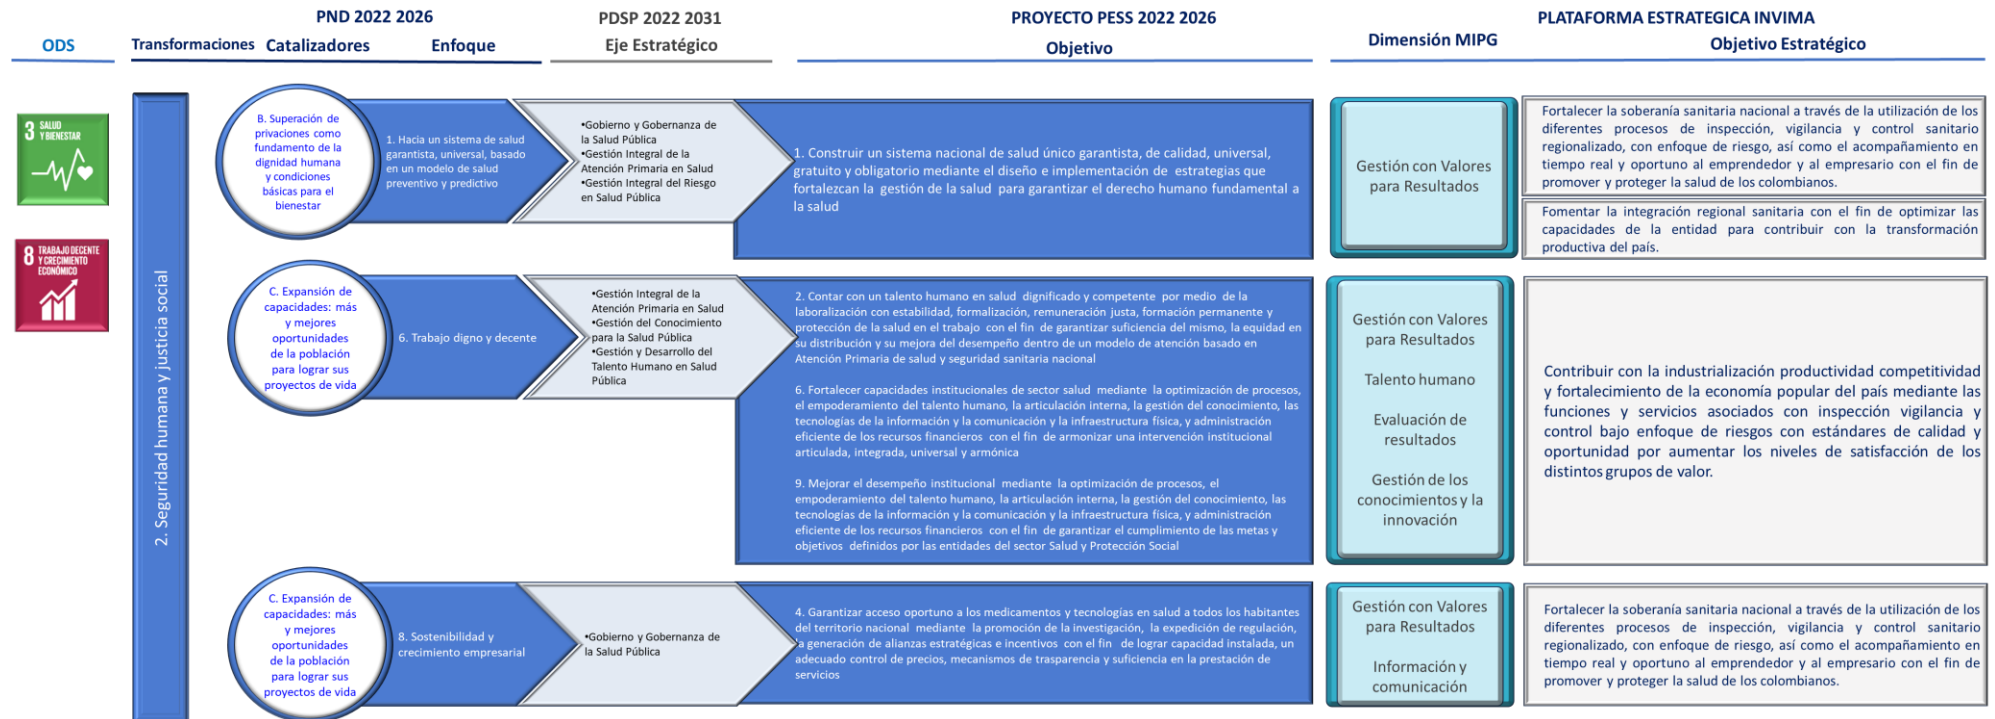 PND 2022 2026
PDSP 2022 2031
PROYECTO PESS 2022 2026
PLATAFORMA ESTRATEGICA INVIMA
ODS
Transformaciones
Catalizadores
Enfoque
Eje Estratégico
Objetivo
Dimensión MIPG
Objetivo Estratégico
3 SALUD
Y BIENESTAR
8 TRABAJO DECENTE
Y CRECIMIENTO
ECONÓMICO
2. Seguridad humana y justicia social
B. Superación de
privaciones como
fundamento de la
dignidad humana
y condiciones
básicas para el
bienestar
1. Hacia un sistema de salud
garantista, universal, basado
en un modelo de salud
preventivo y predictivo
•Gobierno y Gobernanza de
la Salud Pública
•Gestión Integral de la
Atención Primaria en Salud
•Gestión Integral del Riesgo
en Salud Pública
1. Construir un sistema nacional de salud único garantista, de calidad, universal,
gratuito y obligatorio mediante el diseño e implementación de estrategias que
fortalezcan la gestión de la salud para garantizar el derecho humano fundamental a
la salud
Gestión con Valores
para Resultados
Fortalecer la soberanía sanitaria nacional a través de la utilización de los
diferentes procesos de inspección, vigilancia y control sanitario
regionalizado, con enfoque de riesgo, así como el acompañamiento en
tiempo real y oportuno al emprendedor y al empresario con el fin de
promover y proteger la salud de los colombianos.
Fomentar la integración regional sanitaria con el fin de optimizar las
capacidades de la entidad para contribuir con la transformación
productiva del país.
C. Expansión de
capacidades: más
y mejores
oportunidades
de la población
para lograr sus
proyectos de vida
6. Trabajo digno y decente
•Gestión Integral de la
Atención Primaria en Salud
•Gestión del Conocimiento
para la Salud Pública
•Gestión y Desarrollo del
Talento Humano en Salud
Pública
2. Contar con un talento humano en salud dignificado y competente por medio de la
laboralización con estabilidad, formalización, remuneración justa, formación permanente y
protección de la salud en el trabajo con el fin de garantizar suficiencia del mismo, la equidad en
su distribución y su mejora del desempeño dentro de un modelo de atención basado en
Atención Primaria de salud y seguridad sanitaria nacional
6. Fortalecer capacidades institucionales de sector salud mediante la optimización de procesos,
el empoderamiento del talento humano, la articulación interna, la gestión del conocimiento, las
tecnologías de la información y la comunicación y la infraestructura física, y administración
eficiente de los recursos financieros con el fin de armonizar una intervención institucional
articulada, integrada, universal y armónica
9. Mejorar el desempeño institucional mediante la optimización de procesos, el
empoderamiento del talento humano, la articulación interna, la gestión del conocimiento, las
tecnologías de la información y la comunicación y la infraestructura física, y administración
eficiente de los recursos financieros con el fin de garantizar el cumplimiento de las metas y
objetivos definidos por las entidades del sector Salud y Protección Social
Gestión con Valores
para Resultados
Talento humano
Evaluación de
resultados
Gestión de los
conocimientos y la
innovación
Contribuir con la industrialización productividad competitividad
y fortalecimiento de la economía popular del país mediante las
funciones y servicios asociados con inspección vigilancia y
control bajo enfoque de riesgos con estándares de calidad y
oportunidad por aumentar los niveles de satisfacción de los
distintos grupos de valor.
C. Expansión de
capacidades: más
y mejores
oportunidades
de la población
para lograr sus
proyectos de vida
8. Sostenibilidad y
crecimiento empresarial
•Gobierno y Gobernanza de
la Salud Pública
4. Garantizar acceso oportuno a los medicamentos y tecnologías en salud a todos los habitantes
del territorio nacional mediante la promoción de la investigación, la expedición de regulación,
la generación de alianzas estratégicas e incentivos con el fin de lograr capacidad instalada, un
adecuado control de precios, mecanismos de trasparencia y suficiencia en la prestación de
servicios
Gestión con Valores
para Resultados
Información y
comunicación
Fortalecer la soberanía sanitaria nacional a través de la utilización de los
diferentes procesos de inspección, vigilancia y control sanitario
regionalizado, con enfoque de riesgo, así como el acompañamiento en
tiempo real y oportuno al emprendedor y al empresario con el fin de
promover y proteger la salud de los colombianos.